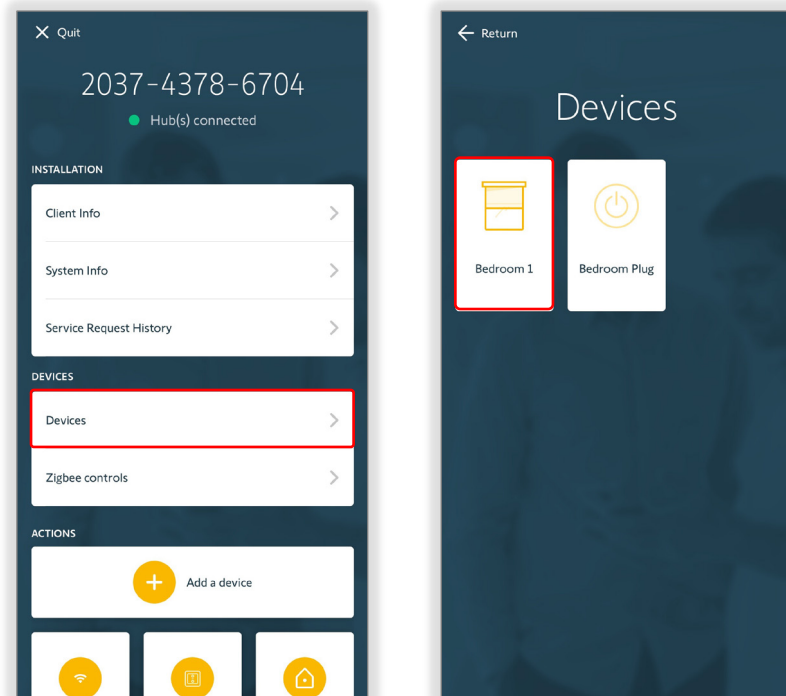 Quit
2037-4378-6704
Hub(s) connected
INSTALLATION
Client Info
System Info
Service Request History
DEVICES
Devices
Zigbee controls
ACTIONS
Add a device
Return
Devices
Bedroom 1
Bedroom Plug